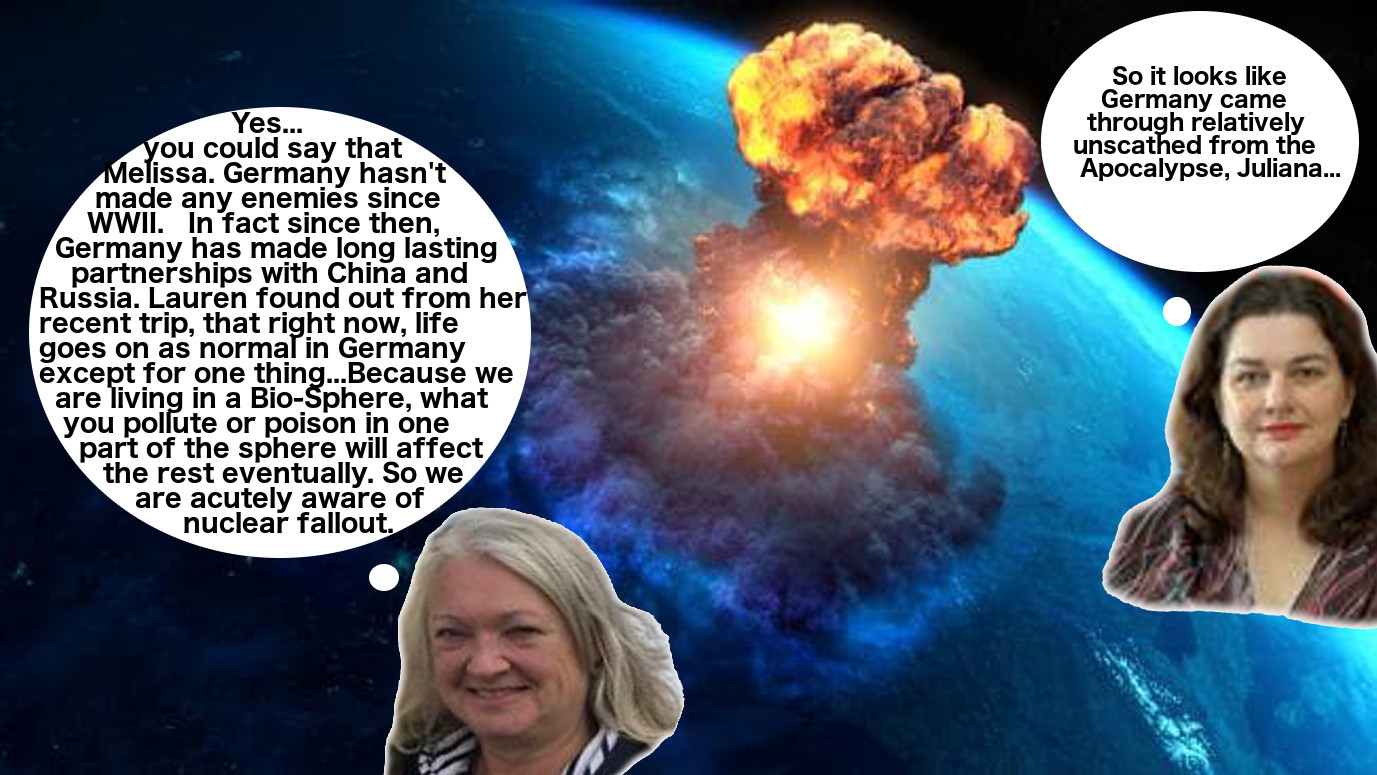 So it looks like
Germany came
through relatively
unscathed from the
Apocalypse, Juliana...
Yes...
you could say that
Melissa. Germany hasn't
made any enemies since
WWII.   In fact since then,
Germany has made long lasting
partnerships with China and
Russia. Lauren found out from her
recent trip, that right now, life
goes on as normal in Germany
except for one thing...Because we
are living in a Bio-Sphere, what
you pollute or poison in one
part of the sphere will affect
the rest eventually. So we
are acutely aware of
nuclear fallout.